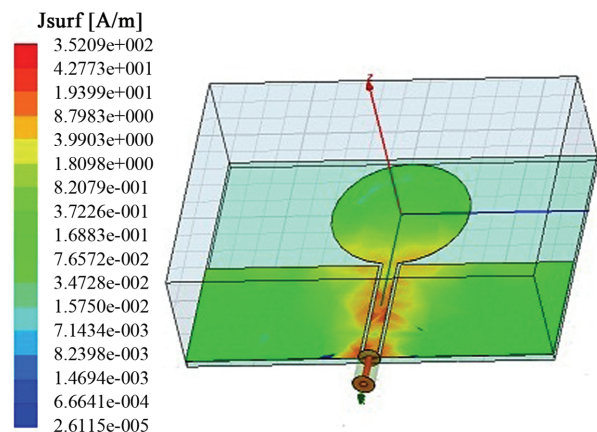 Jsurf [A/m]
3.5209e+002
4.2773e+001
1.9399e+001
8.7983e+000
3.9903e+000
1.8098e+000
8.2079e-001
3.7226e-001
1.6883e-001
7.6572e-002
3.4728e-002
1.5750e-002
7.1434e-003
8.2398e-003
1.4694e-003
6.6641e-004
2.6115e-005
Z